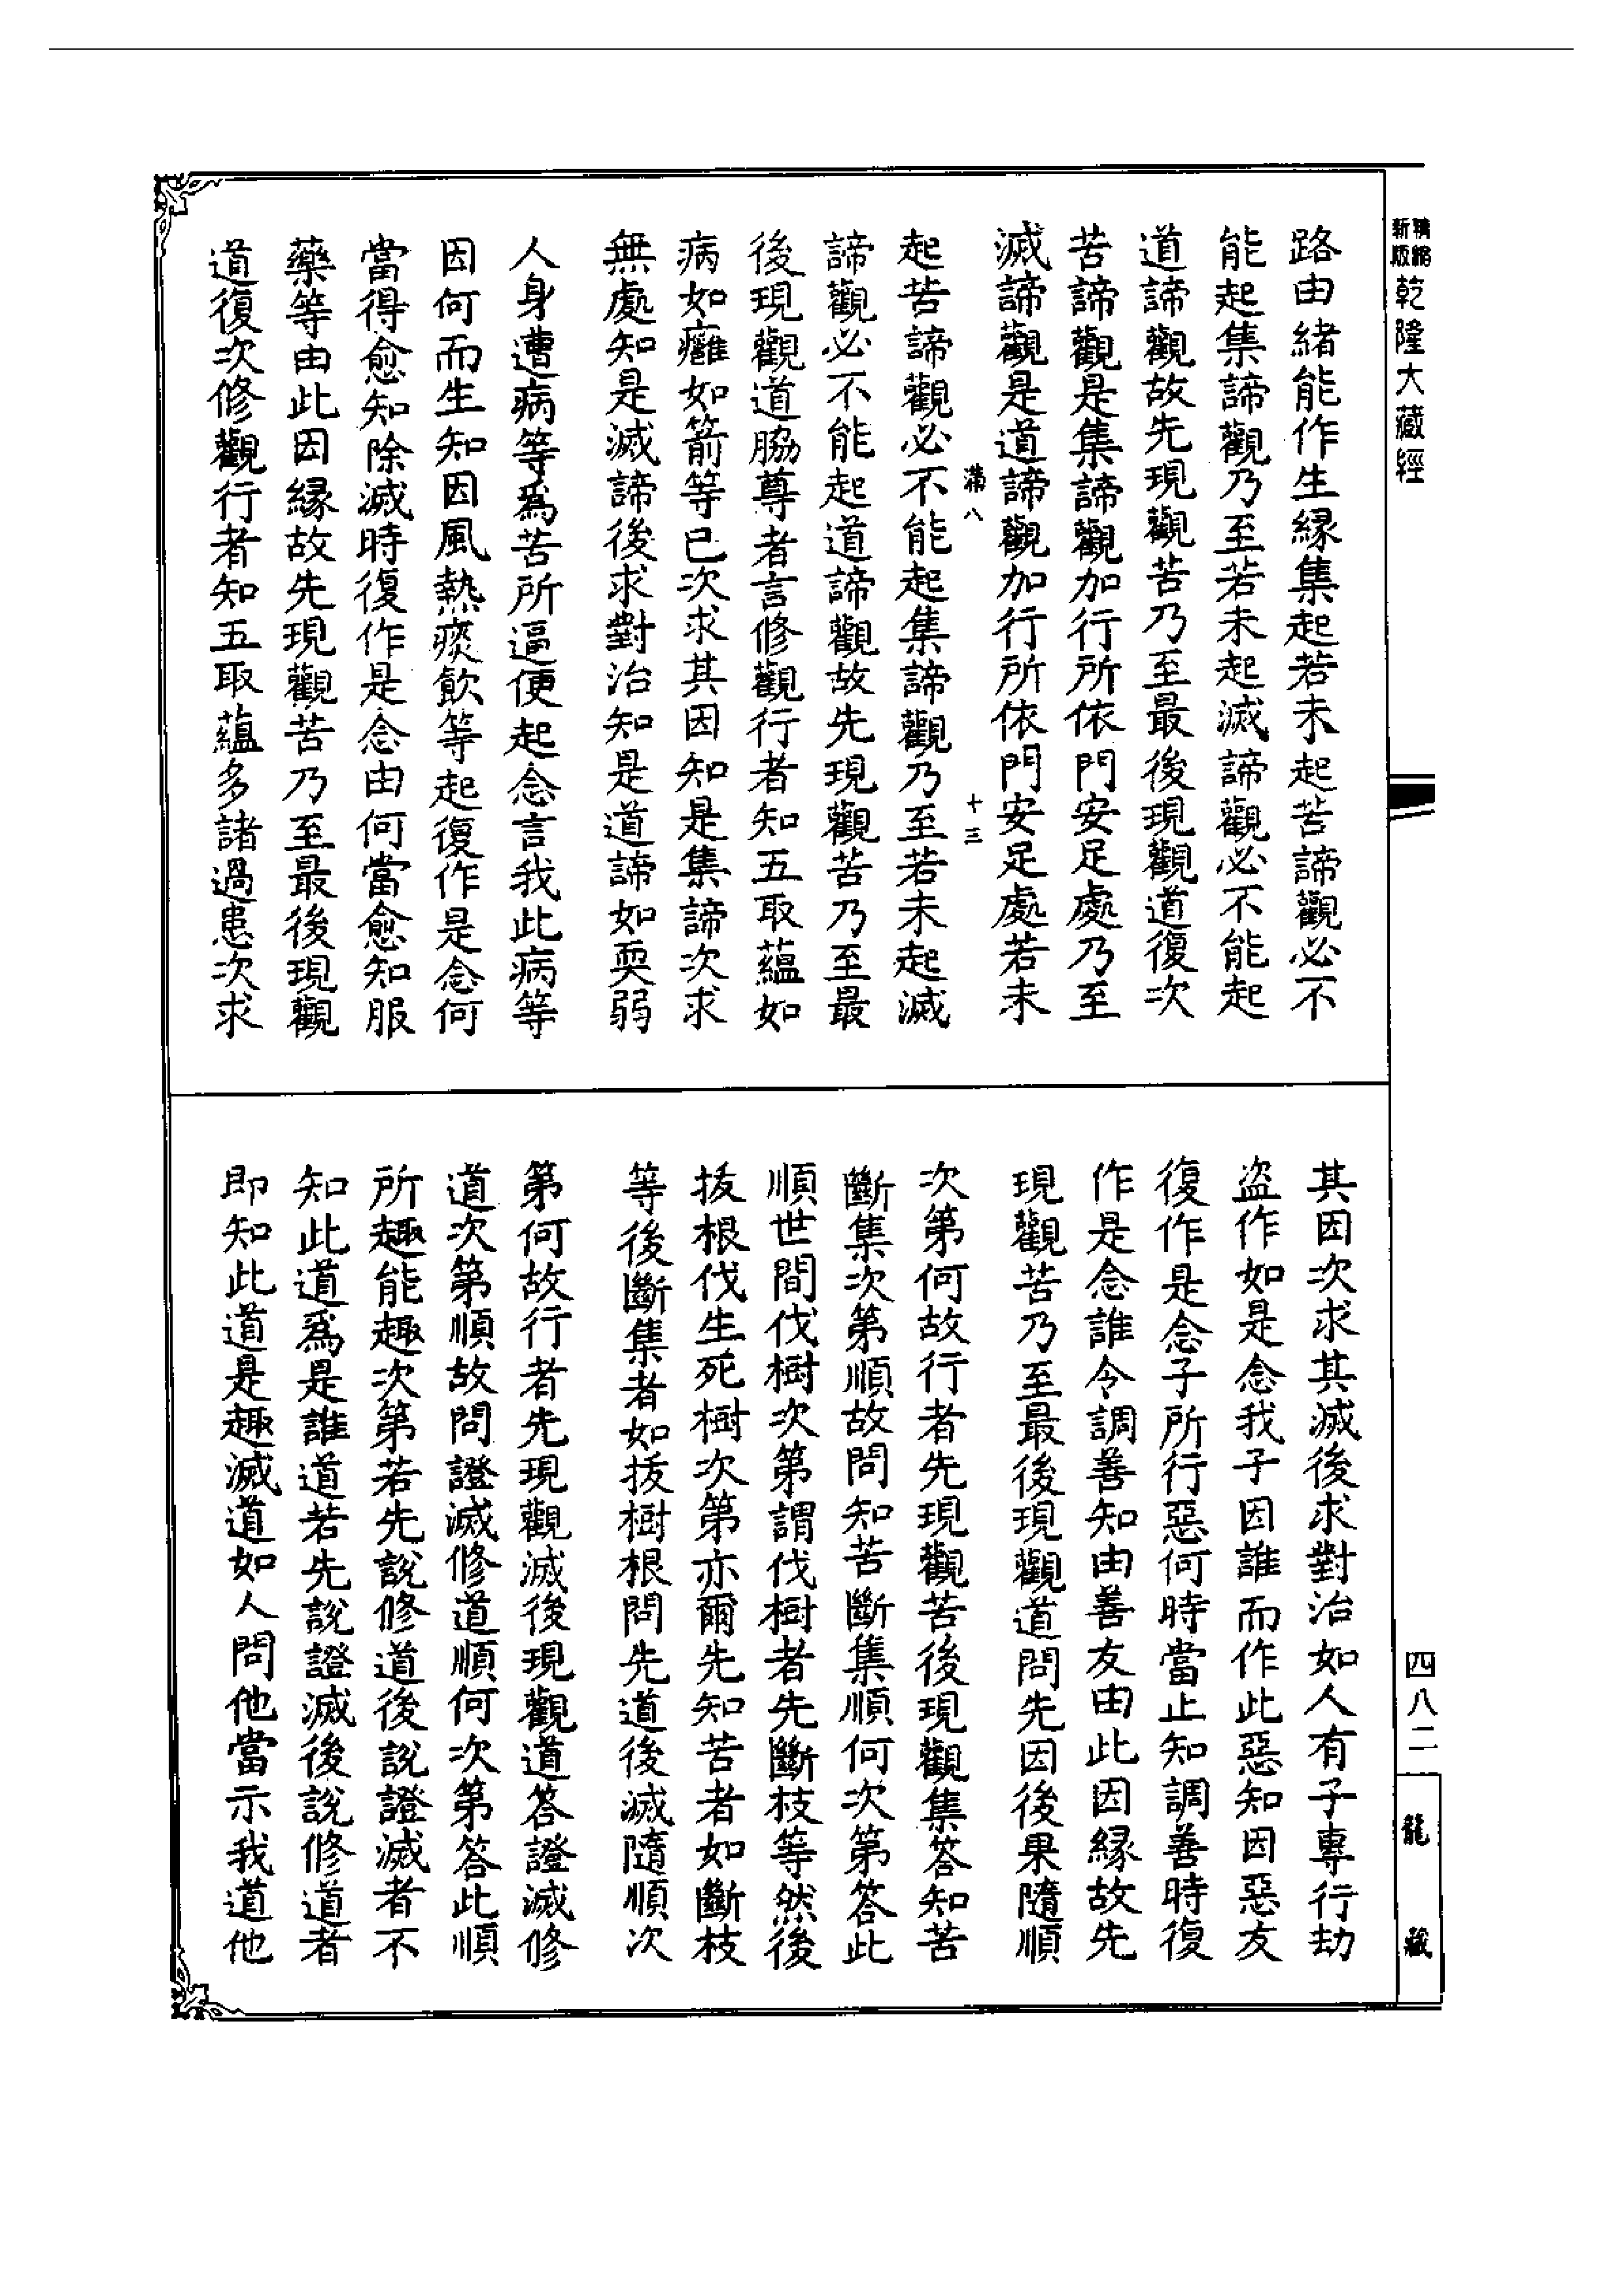 精縮新版乾隆大藏經
路由緒能作生緣集起若未起苦諦觀必不
能起集諦觀乃至若未起滅諦觀必不能起
道諦觀故先現觀苦乃至最後現觀道復次
苦諦觀是集諦觀加行所依門安足處乃至
滅諦觀是道諦觀加行所依門安足處若未
滿八 十三
起苦諦觀必不能起集諦觀乃至若未起滅
諦觀必不能起道諦觀故先現觀苦乃至最
後現觀道脇尊者言修觀行者知五取蘊如
病如癰如箭等已次求其因知是集諦次求
無處知是滅諦後求對治知是道諦如耎弱
人身遭病等爲苦所逼便起念言我此病等
因何而生知因風熱痰飲等起復作是念何
當得愈知除滅時復作是念由何當愈知服
藥等由此因緣故先現觀苦乃至最後現觀
道復次修觀行者知五取蘊多諸過患次求
其因次求其滅後求對治如人有子專行劫
盜作如是念我子因誰而作此惡知因惡友
復作是念子所行惡何時當止知調善時復
作是念誰令調善知由善友由此因緣故先
現觀苦乃至最後現觀道問先因後果隨順
次第何故行者先現觀苦後現觀集答知苦
斷集次第順故問知苦斷集順何次第答此
順世間伐樹次第謂伐樹者先斷枝等然後
拔根伐生死樹次第亦爾先知苦者如斷枝
等後斷集者如拔樹根問先道後滅隨順次
第何故行者先現觀滅後現觀道答證滅修
道次第順故問證滅修道順何次第答此順
所趣能趣次第若先說修道後說證滅者不
知此道爲是誰道若先說證滅後說修道者
即知此道是趣滅道如人問他當示我道他
四八二
龍藏